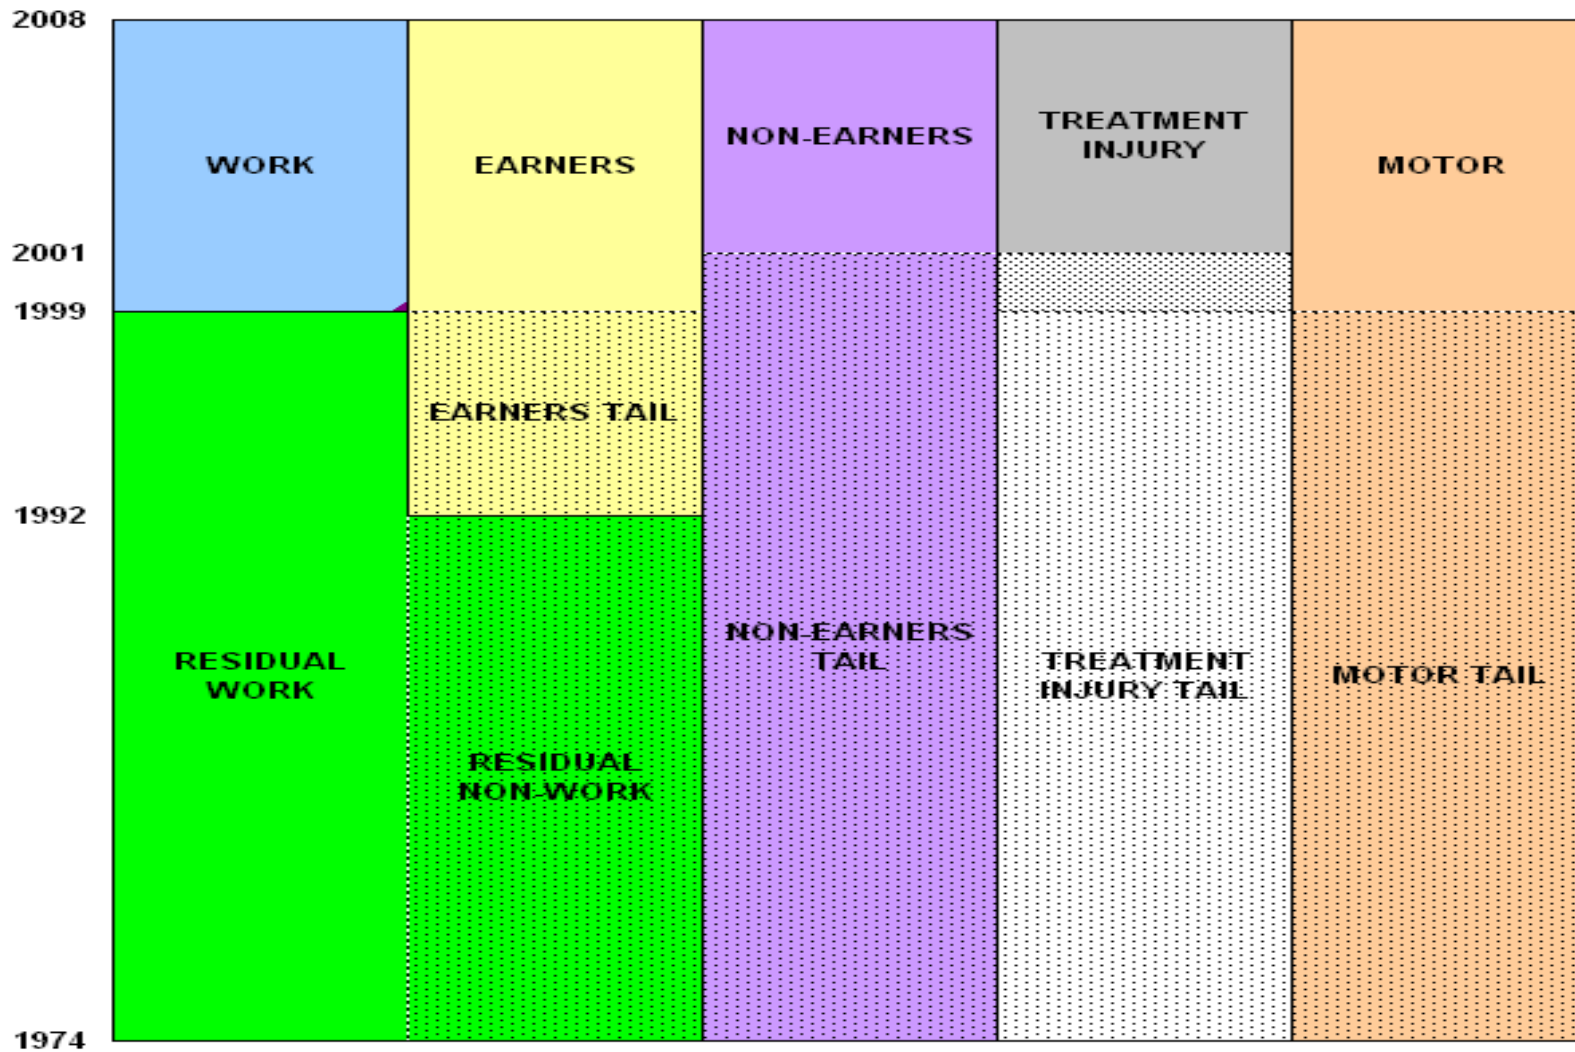 2008
WORK
EARNERS
NON-EARNERS
TREATMENT
INJURY
MOTOR
2001
1999
EARNERS TAIL
1992
RESIDUAL
WORK
RESIDUAL
NON-WORK
NON-EARNERS
TAIL
TREATMENT
INJURY TAIL
MOTOR TAIL
1974